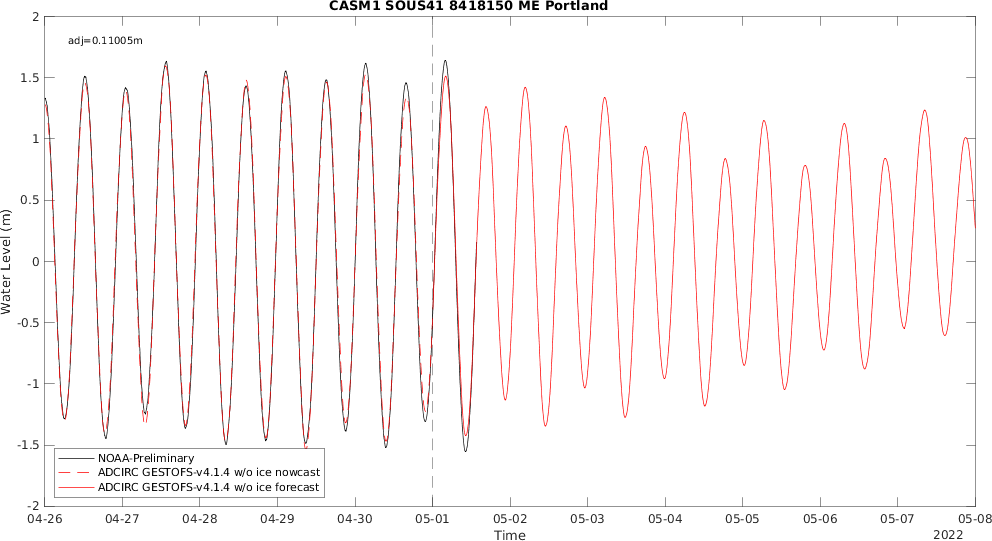 CASM1 SOUS41 8418150 ME Portland
adj=0.11005m
2
1.5
1
0.5
0
-0.5
-1
-1.5
-2
Water Level (m)
NOAA-Preliminary
ADCIRC GESTOFS-v4.1.4 w/o ice nowcast
ADCIRC GESTOFS-v4.1.4 w/o ice forecast
04-26 04-27 04-28 04-29 04-30 05-01 05-02 05-03 05-04 05-05 05-06 05-07 05-08
Time
2022